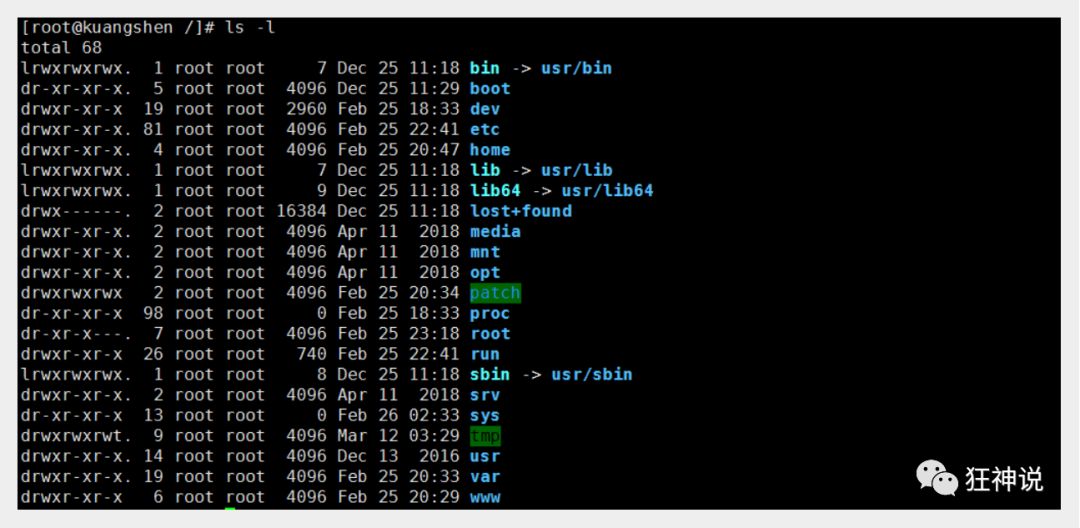 [root@kuangshen /]# ls -l
total 68
lrwxrwxrwx.  1 root root     7 Dec 25 11:18 bin -> usr/bin
dr-xr-xr-x.  5 root root  4096 Dec 25 11:29 boot
drwxr-xr-x  19 root root  2960 Feb 25 18:33 dev
drwxr-xr-x. 81 root root  4096 Feb 25 22:41 etc
drwxr-xr-x.  4 root root  4096 Feb 25 20:47 home
lrwxrwxrwx.  1 root root     7 Dec 25 11:18 lib -> usr/lib
lrwxrwxrwx.  1 root root     9 Dec 25 11:18 lib64 -> usr/lib64
drwx------.  2 root root 16384 Dec 25 11:18 lost+found
drwxr-xr-x.  2 root root  4096 Apr 11  2018 media
drwxr-xr-x.  2 root root  4096 Apr 11  2018 mnt
drwxr-xr-x.  2 root root  4096 Apr 11  2018 opt
drwxrwxrwx   2 root root  4096 Feb 25 20:34 patch
dr-xr-xr-x  98 root root     0 Feb 25 18:33 proc
dr-xr-x---.  7 root root  4096 Feb 25 23:18 root
drwxr-xr-x  26 root root   740 Feb 25 22:41 run
lrwxrwxrwx.  1 root root     8 Dec 25 11:18 sbin -> usr/sbin
drwxr-xr-x.  2 root root  4096 Apr 11  2018 srv
dr-xr-xr-x  13 root root     0 Feb 26 02:33 sys
drwxrwxrwt.  9 root root  4096 Mar 12 03:29 tmp
drwxr-xr-x. 14 root root  4096 Dec 13  2016 usr
drwxr-xr-x. 19 root root  4096 Feb 25 20:33 var
drwxr-xr-x   6 root root  4096 Feb 25 20:29 www
狂神说